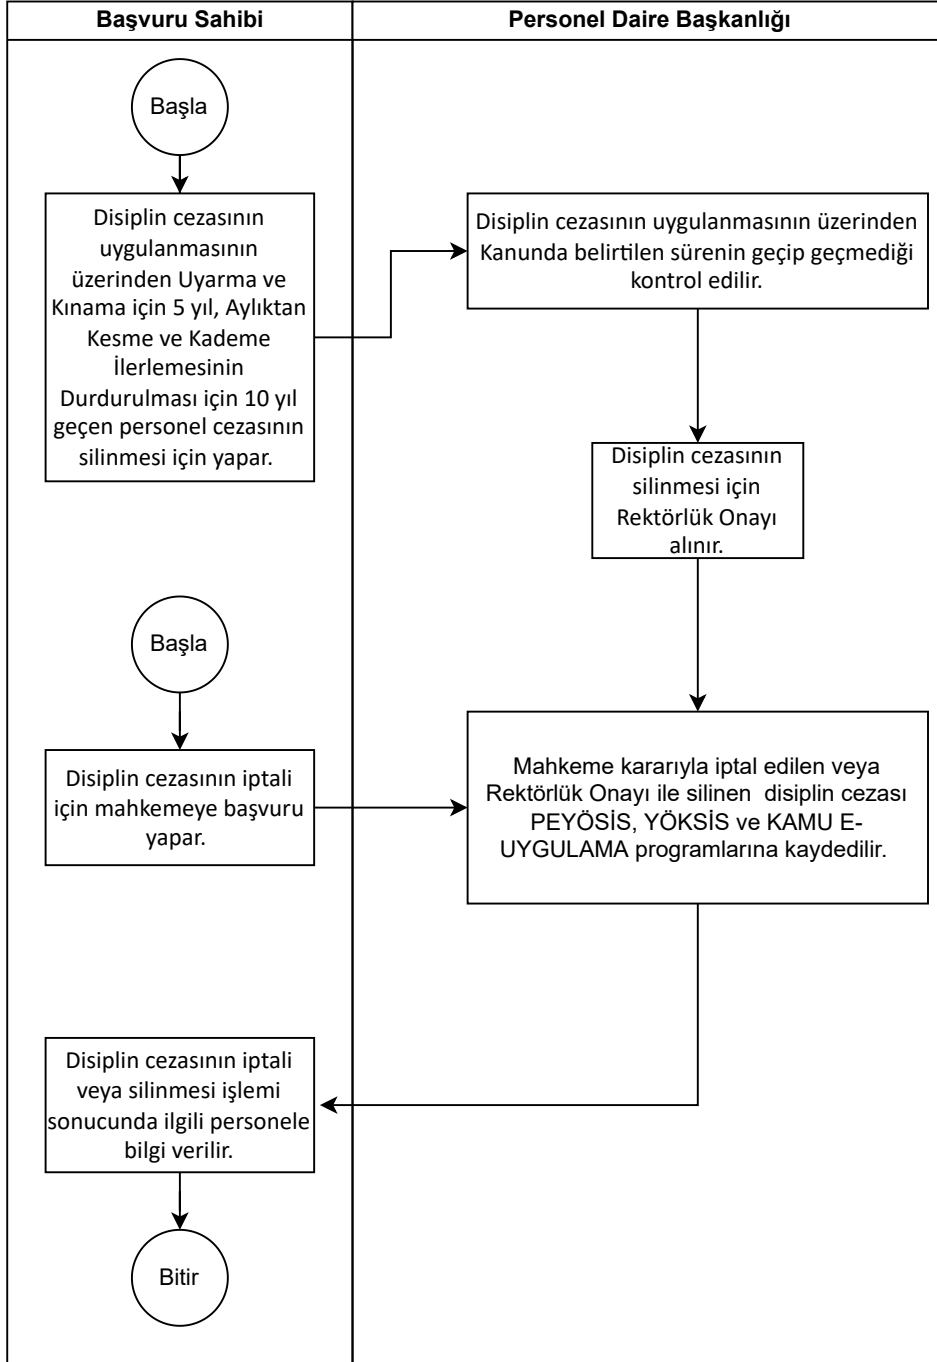 Başvuru Sahibi
Personel Daire Başkanlığı
Başla
Disiplin cezasının
uygulanmasının
üzerinden Uyarma ve
Kınama için 5 yıl, Aylıktan
Kesme ve Kademe
İlerlemesinin
Durdurulması için 10 yıl
geçen personel cezasının
silinmesi için yapar.
Disiplin cezasının uygulanmasının üzerinden
Kanunda belirtilen sürenin geçip geçmediği
kontrol edilir.
Disiplin cezasının
silinmesi için
Rektörlük Onayı
alınır.
Başla
Disiplin cezasının iptali
için mahkemeye başvuru
yapar.
Mahkeme kararıyla iptal edilen veya
Rektörlük Onayı ile silinen  disiplin cezası
PEYÖSİS, YÖKSİS ve KAMU E-
UYGULAMA programlarına kaydedilir.
Disiplin cezasının iptali
veya silinmesi işlemi
sonucunda ilgili personele
bilgi verilir.
Bitir